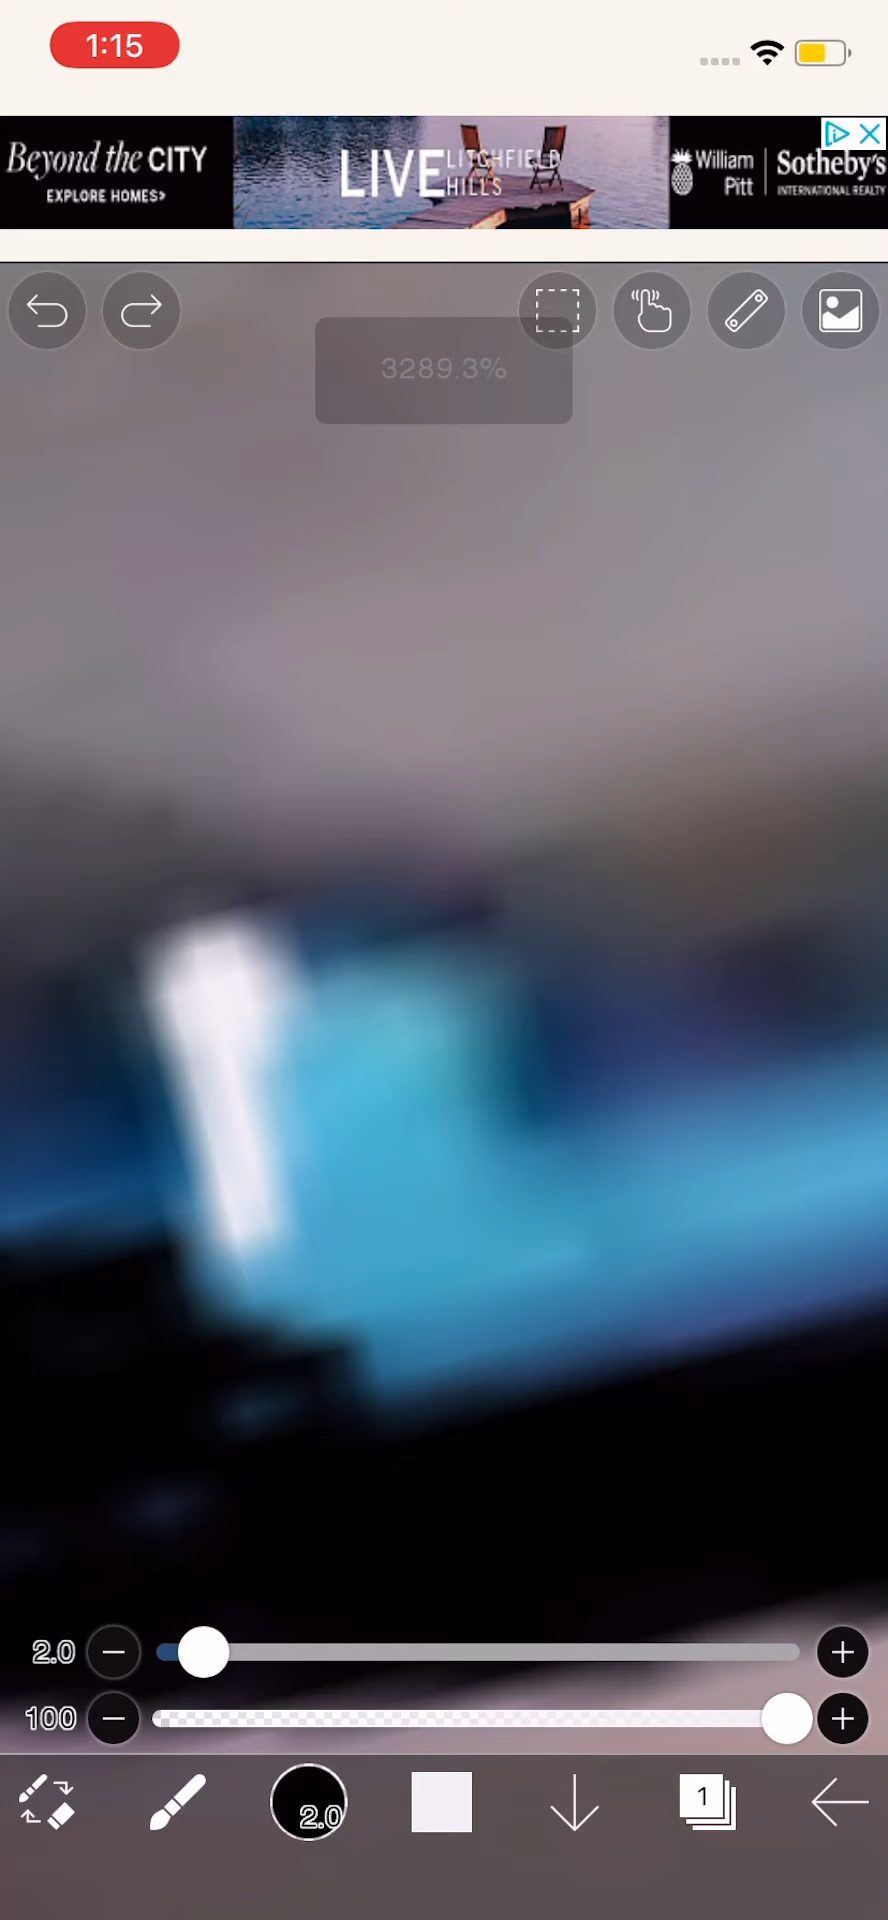 1:15
Beyond the CITY
EXPLORE HOMES>
LIVE LITCHFIELD HILLS
William Pitt
Sotheby's
INTERNATIONAL REALTY
3289.3%
2.0
100
2.0
1